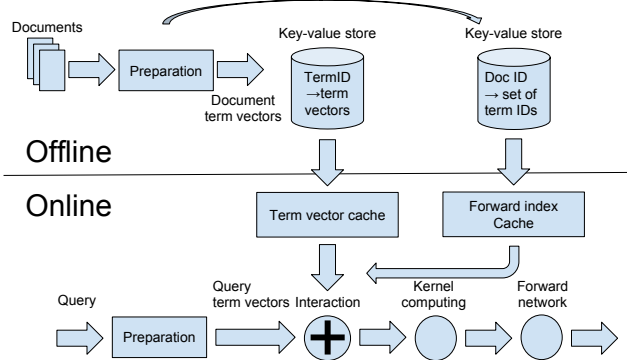 Documents
Key-value store
Key-value store
Preparation
TermID
→term
vectors
Doc ID
→ set of
term IDs
Document
term vectors
Offline
Online
Term vector cache
Forward index
Cache
Query
Query
term vectors
Interaction
Kernel
computing
Forward
network
Preparation